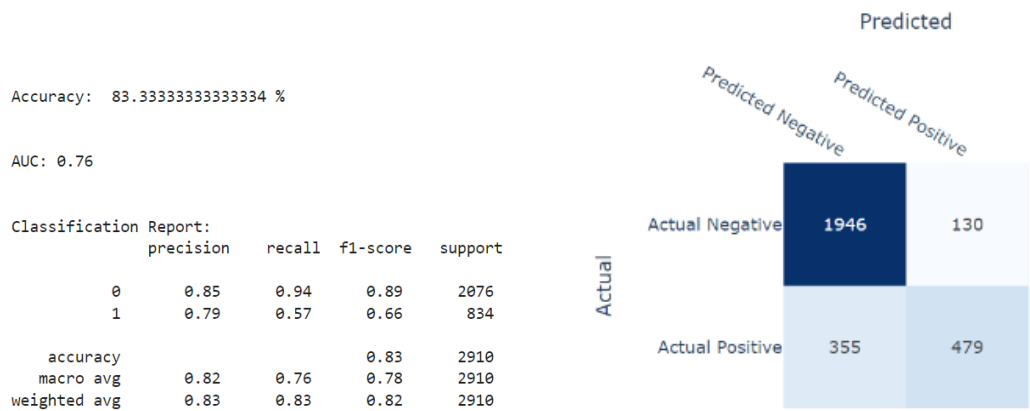 Accuracy:  83.33333333333334 %
AUC: 0.76
Classification Report:
precision recall f1-score support
0 0.85 0.94 0.89 2076
1 0.79 0.57 0.66 834
accuracy 0.83 2910
macro avg 0.82 0.76 0.78 2910
weighted avg 0.83 0.83 0.82 2910
Predicted
Predicted Negative
Predicted Positive
Actual
Actual Negative 1946 130
Actual Positive 355 479